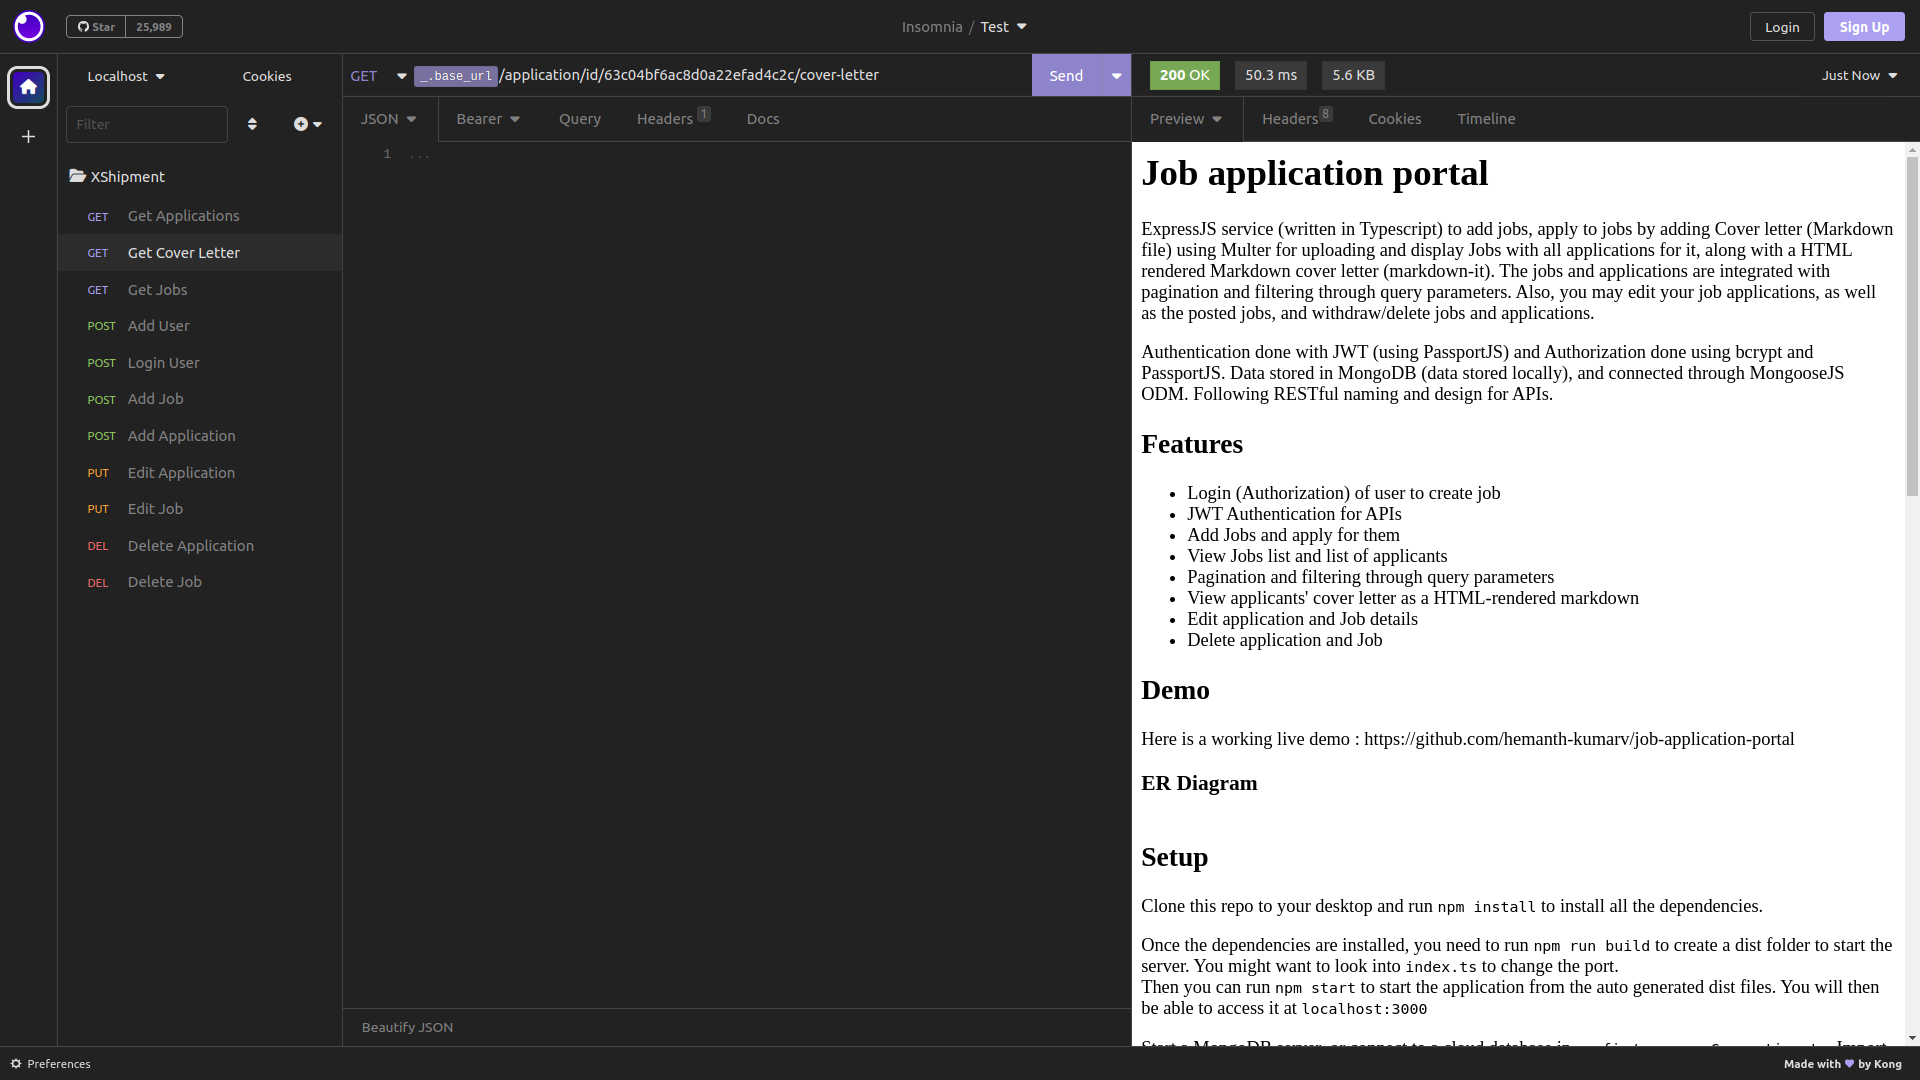 Star 25,989
Insomnia / Test
Login Sign Up
Localhost Cookies
Filter
XShipment
GET Get Applications
GET Get Cover Letter
GET Get Jobs
POST Add User
POST Login User
POST Add Job
POST Add Application
PUT Edit Application
PUT Edit Job
DEL Delete Application
DEL Delete Job
GET _.base_url/application/id/63c04bf6ac8d0a22efad4c2c/cover-letter Send
JSON Bearer Query Headers 1 Docs
1 ...
Beautify JSON
200 OK 50.3 ms 5.6 KB Just Now
Preview Headers 8 Cookies Timeline
Job application portal
ExpressJS service (written in Typescript) to add jobs, apply to jobs by adding Cover letter (Markdown
file) using Multer for uploading and display Jobs with all applications for it, along with a HTML
rendered Markdown cover letter (markdown-it). The jobs and applications are integrated with
pagination and filtering through query parameters. Also, you may edit your job applications, as well
as the posted jobs, and withdraw/delete jobs and applications.
Authentication done with JWT (using PassportJS) and Authorization done using bcrypt and
PassportJS. Data stored in MongoDB (data stored locally), and connected through MongooseJS
ODM. Following RESTful naming and design for APIs.
Features
• Login (Authorization) of user to create job
• JWT Authentication for APIs
• Add Jobs and apply for them
• View Jobs list and list of applicants
• Pagination and filtering through query parameters
• View applicants' cover letter as a HTML-rendered markdown
• Edit application and Job details
• Delete application and Job
Demo
Here is a working live demo : https://github.com/hemanth-kumarv/job-application-portal
ER Diagram
Setup
Clone this repo to your desktop and run npm install to install all the dependencies.
Once the dependencies are installed, you need to run npm run build to create a dist folder to start the
server. You might want to look into index.ts to change the port.
Then you can run npm start to start the application from the auto generated dist files. You will then
be able to access it at localhost:3000
Start a MongoDB server, or connect to a cloud database in
Preferences
Made with ♥ by Kong